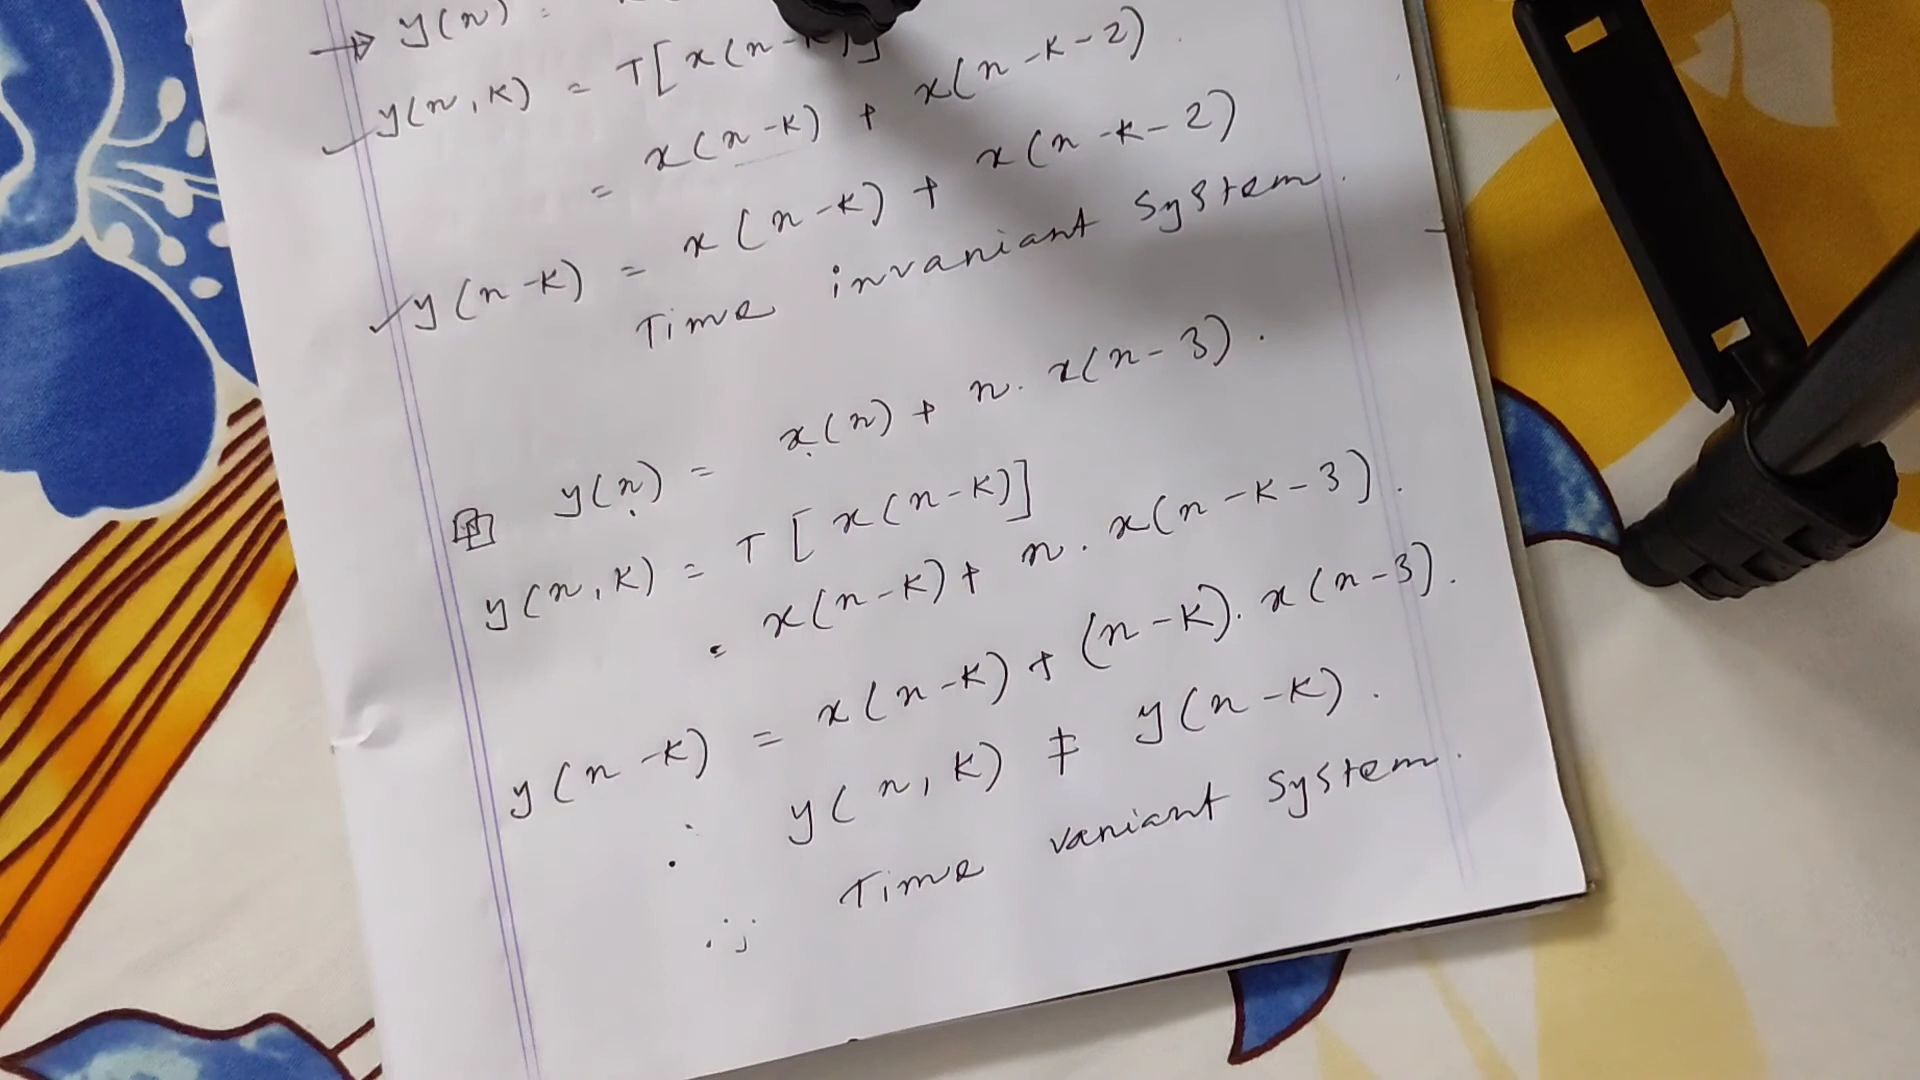 → y(n) =
y(n,k) = T[x(n-k)]
= x(n-k) + x(n-k-2)
y(n-k) = x(n-k) + x(n-k-2)
Time invariant system.
y(n) = x(n) + n. x(n-3).
y(n,k) = T[x(n-k)]
= x(n-k) + n. x(n-k-3).
y(n-k) = x(n-k) + (n-k). x(n-3).
∴ y(n,k) ≠ y(n-k).
∴ Time variant system.